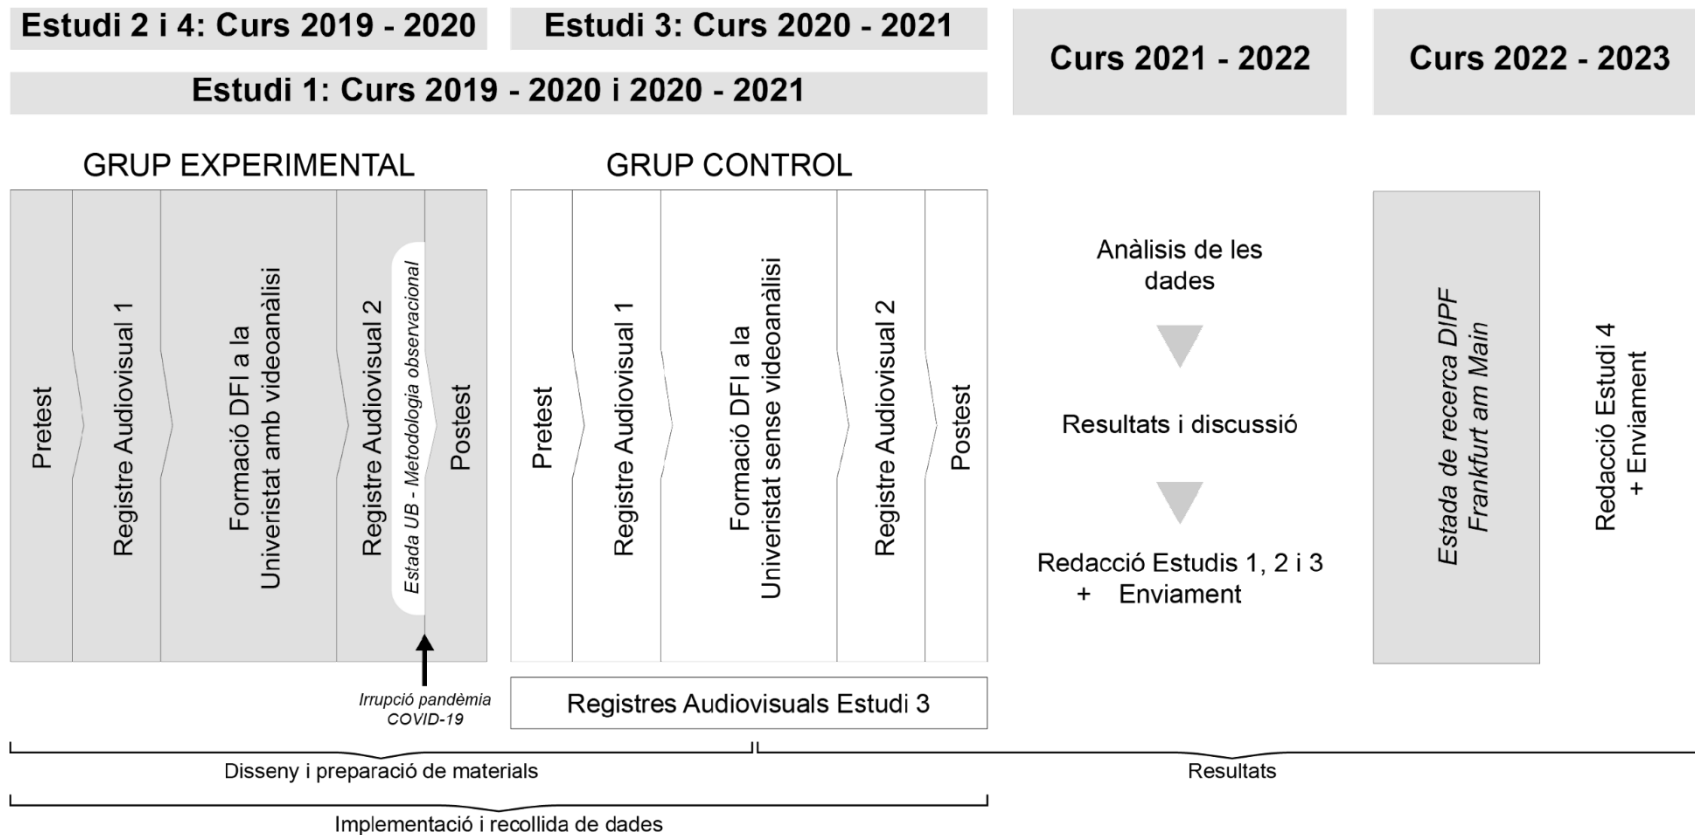 Estudi 2 i 4: Curs 2019 - 2020
Estudi 3: Curs 2020 - 2021
Estudi 1: Curs 2019 - 2020 i 2020 - 2021
Curs 2021 - 2022
Curs 2022 - 2023
GRUP EXPERIMENTAL
Pretest
Registre Audiovisual 1
Formació DFI a la
Univeristat amb videoanàlisi
Registre Audiovisual 2
Estada UB - Metodologia observacional
Postest
Irrupció pandèmia
COVID-19
GRUP CONTROL
Pretest
Registre Audiovisual 1
Formació DFI a la
Univeristat sense videoanàlisi
Registre Audiovisual 2
Postest
Registres Audiovisuals Estudi 3
Anàlisis de les
dades
Resultats i discussió
Redacció Estudis 1, 2 i 3
+ Enviament
Estada de recerca DIPF
Frankfurt am Main
Redacció Estudi 4
+ Enviament
Disseny i preparació de materials
Resultats
Implementació i recollida de dades